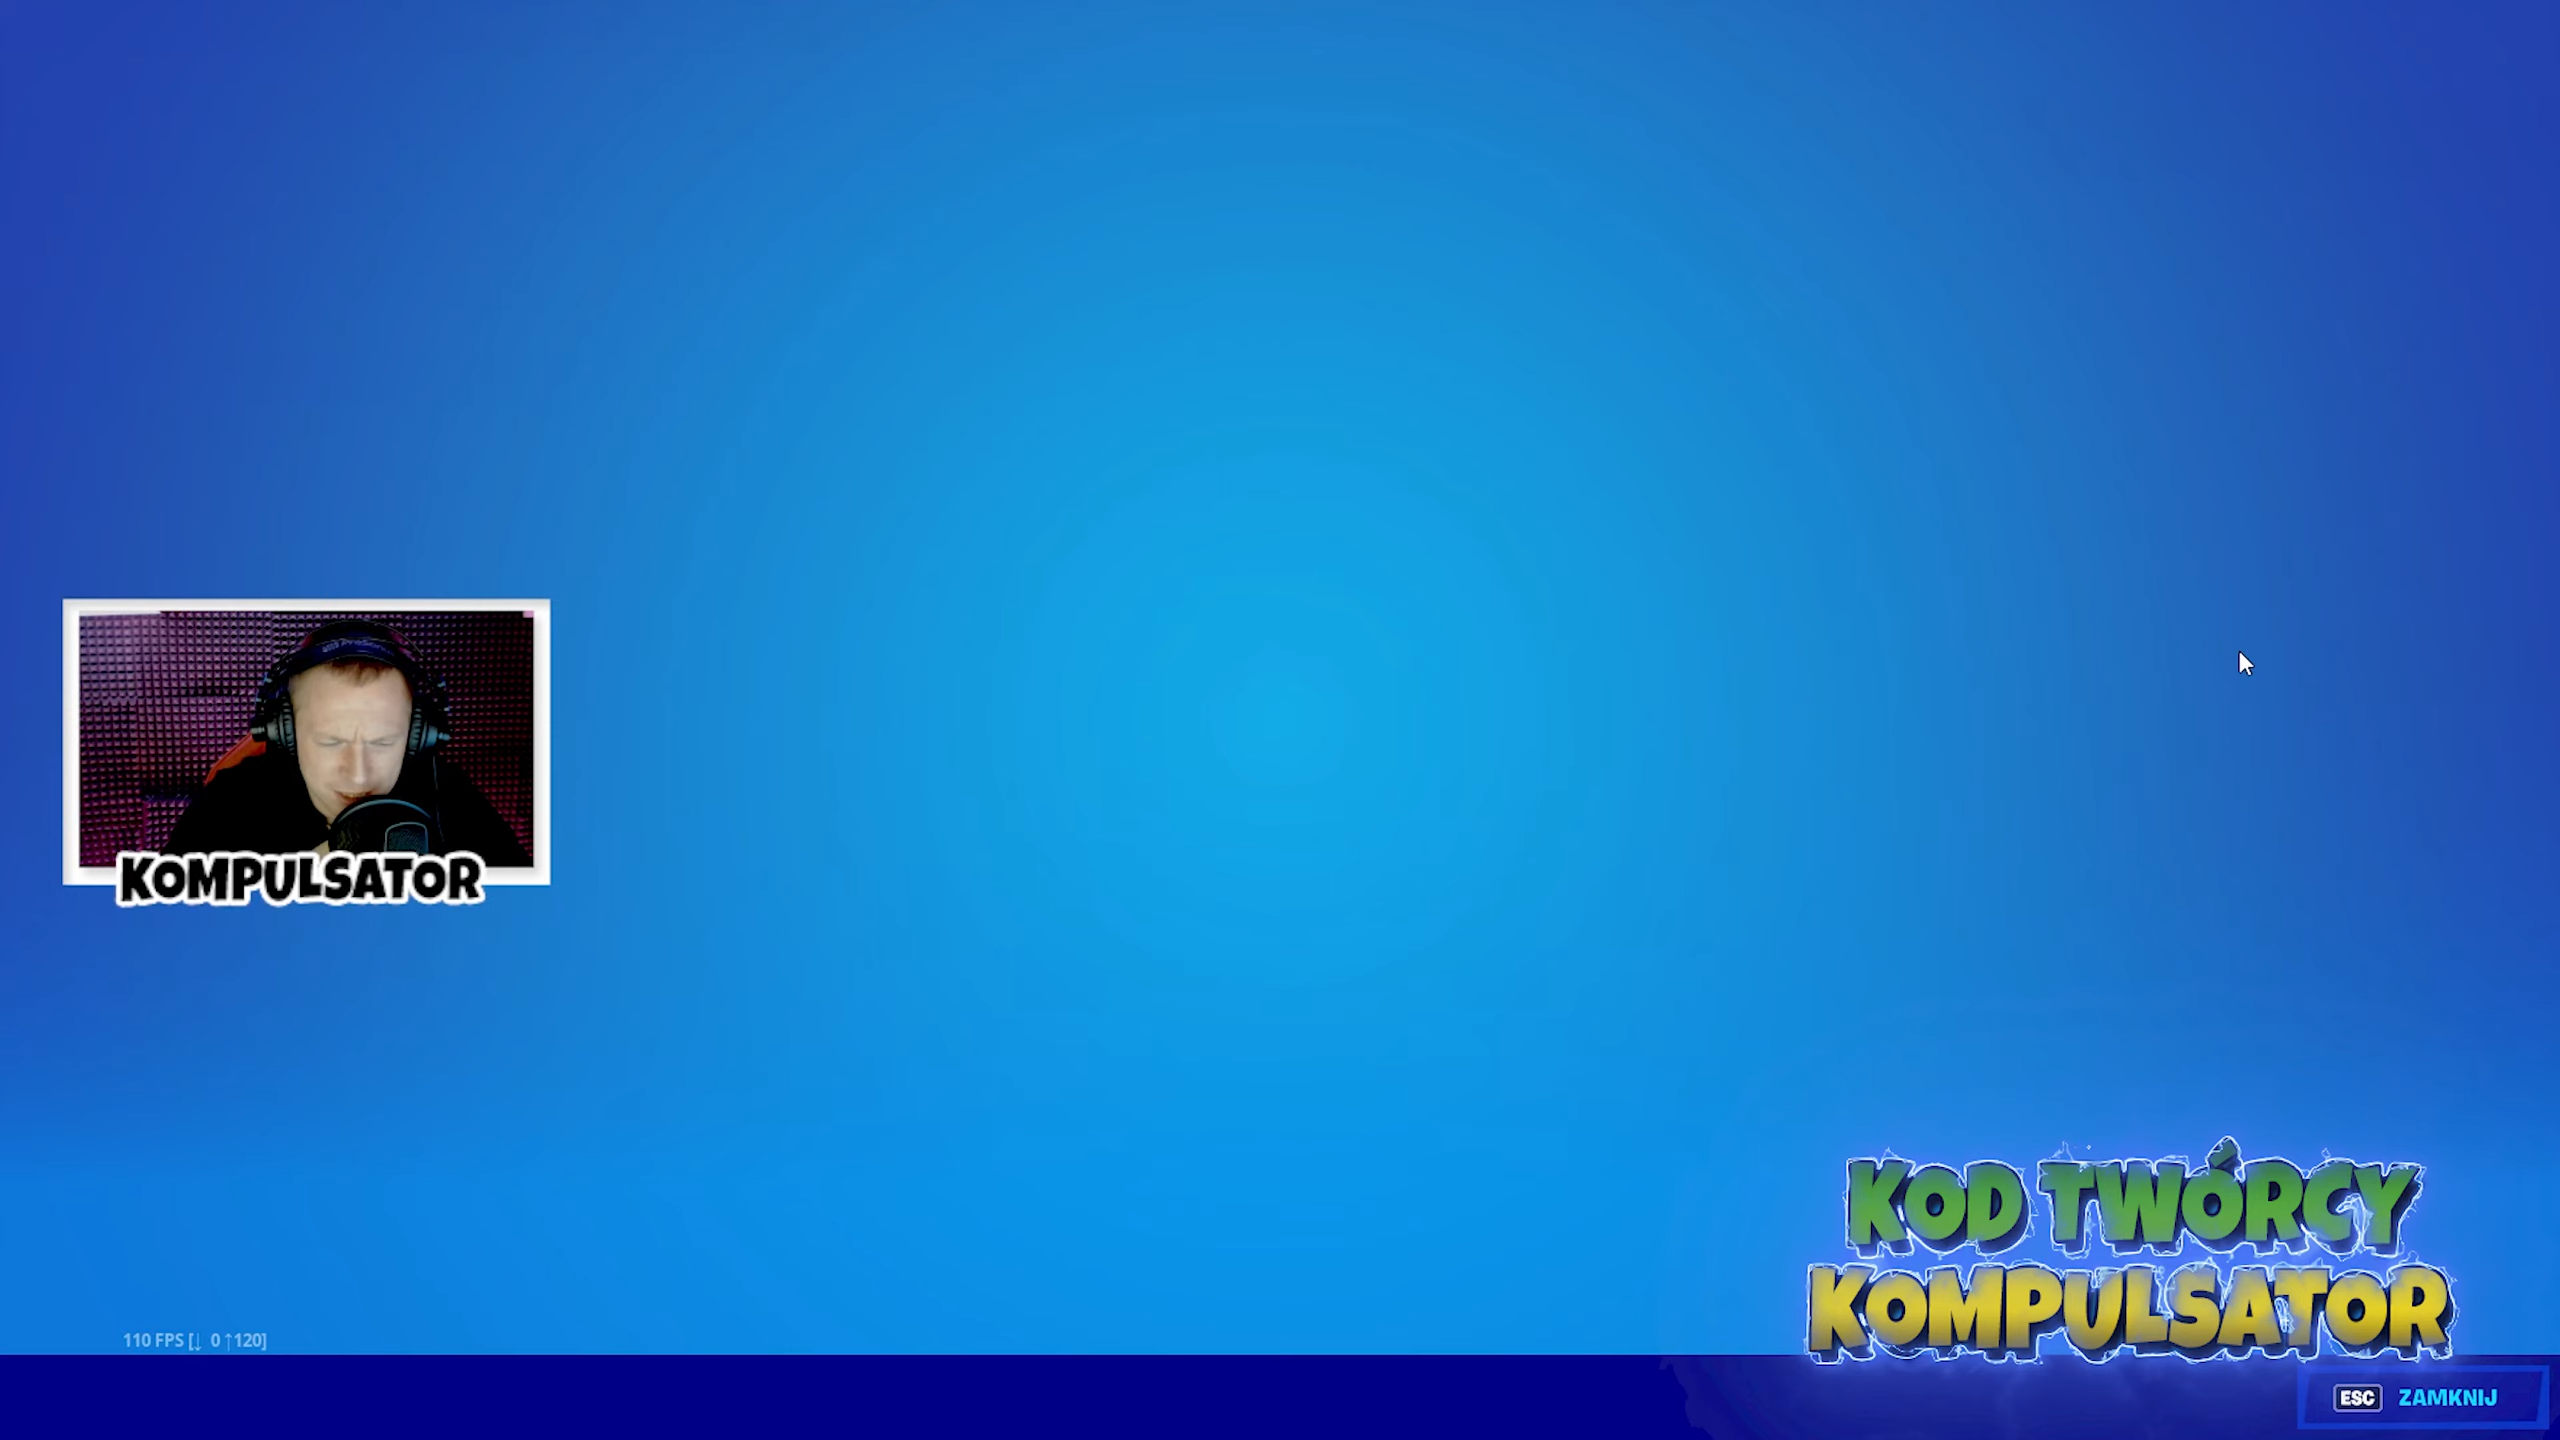 KOMPULSATOR
KOD TWÓRCY
KOMPULSATOR
110 FPS [↓ 0 ↑120]
ESC ZAMKNIJ